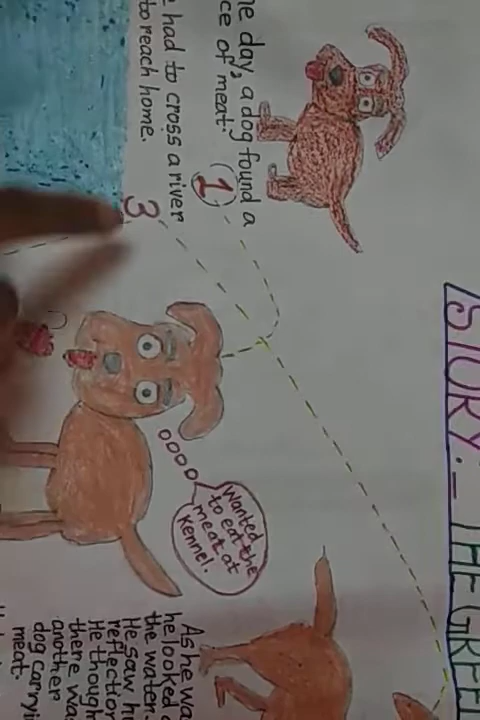 STORY:- THE GREE
ne day, a dog found a
ce of meat.
1
had to cross a river
to reach home.
3
Wanted
to eat the
meat at
kennel.
As he wa
he looked
the water.
He saw h
reflection
He though
there wa
another
dog carryi
meat.